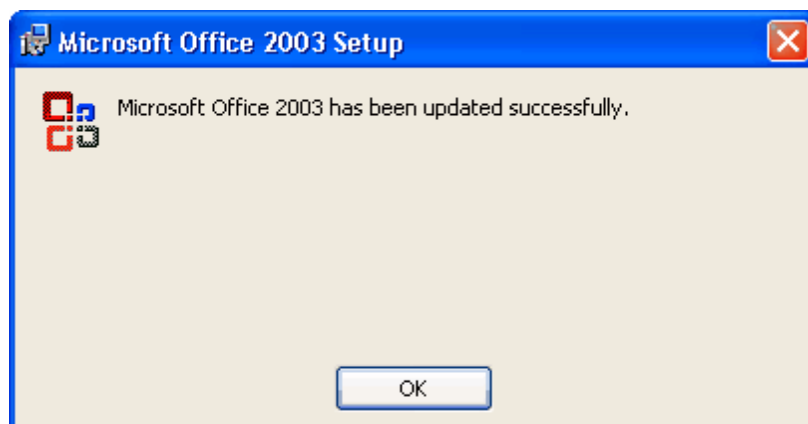 Microsoft Office 2003 Setup
Microsoft Office 2003 has been updated successfully.
OK